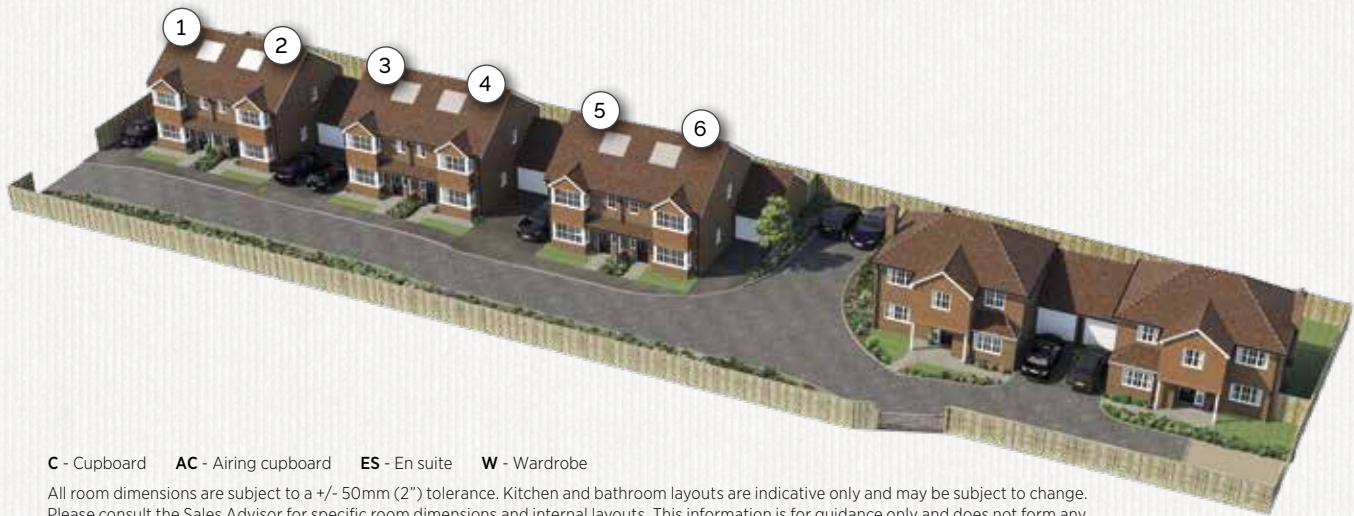 1
2
3
4
5
6
C - Cupboard AC - Airing cupboard ES - En suite W - Wardrobe
All room dimensions are subject to a +/- 50mm (2”) tolerance. Kitchen and bathroom layouts are indicative only and may be subject to change.
Please consult the Sales Advisor for specific room dimensions and internal layouts. This information is for guidance only and does not form any